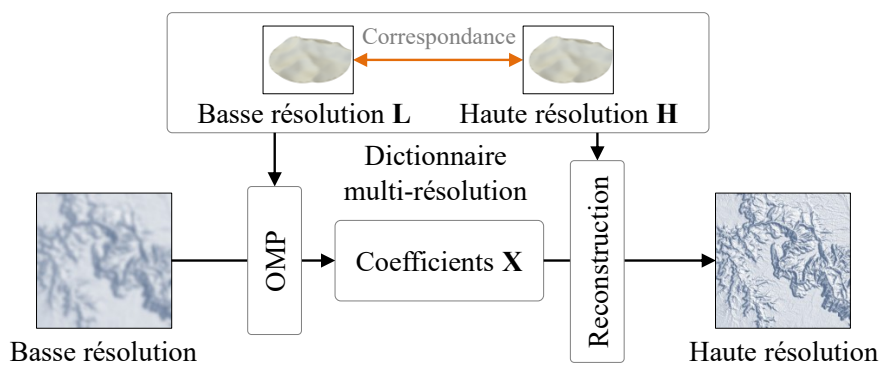 Correspondance
Basse résolution L
Haute résolution H
Dictionnaire
multi-résolution
OMP
Coefficients X
Reconstruction
Basse résolution
Haute résolution